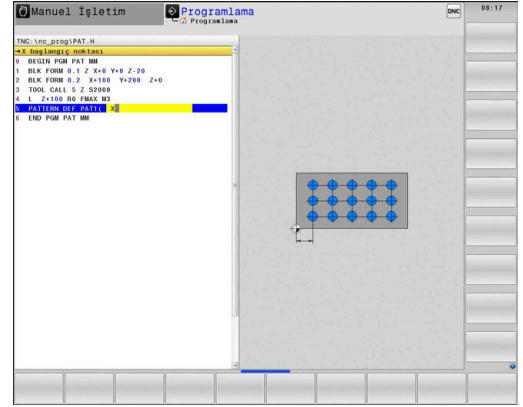 Manuel İşletim
Programlama
Programlama
DNC
08:17
TNC:\nc_prog\PAT.H
→X başlangıç noktası
0 BEGIN PGM PAT MM
1 BLK FORM 0.1 Z X+0 Y+0 Z-20
2 BLK FORM 0.2 X+100 Y+200 Z+0
3 TOOL CALL 5 Z S2000
4 L Z+100 R0 FMAX M3
5 PATTERN DEF PAT1( X
6 END PGM PAT MM